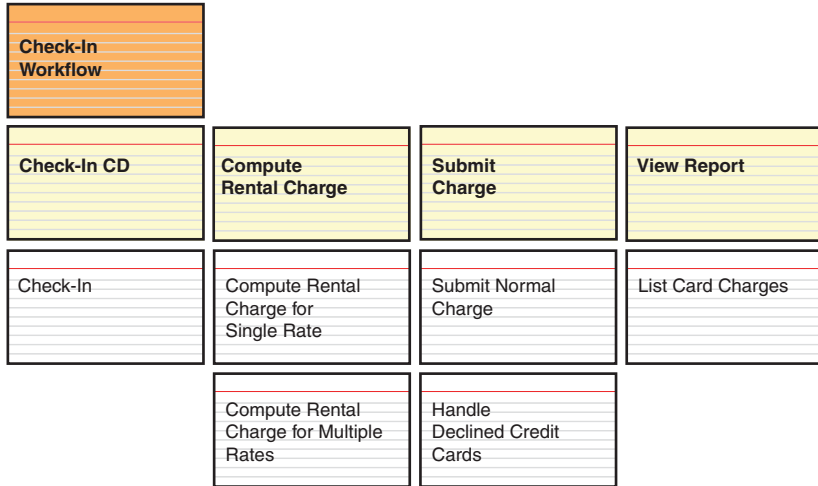 Check-In
Workflow
Check-In CD
Compute
Rental Charge
Submit
Charge
View Report
Check-In
Compute Rental
Charge for
Single Rate
Submit Normal
Charge
List Card Charges
Compute Rental
Charge for Multiple
Rates
Handle
Declined Credit
Cards